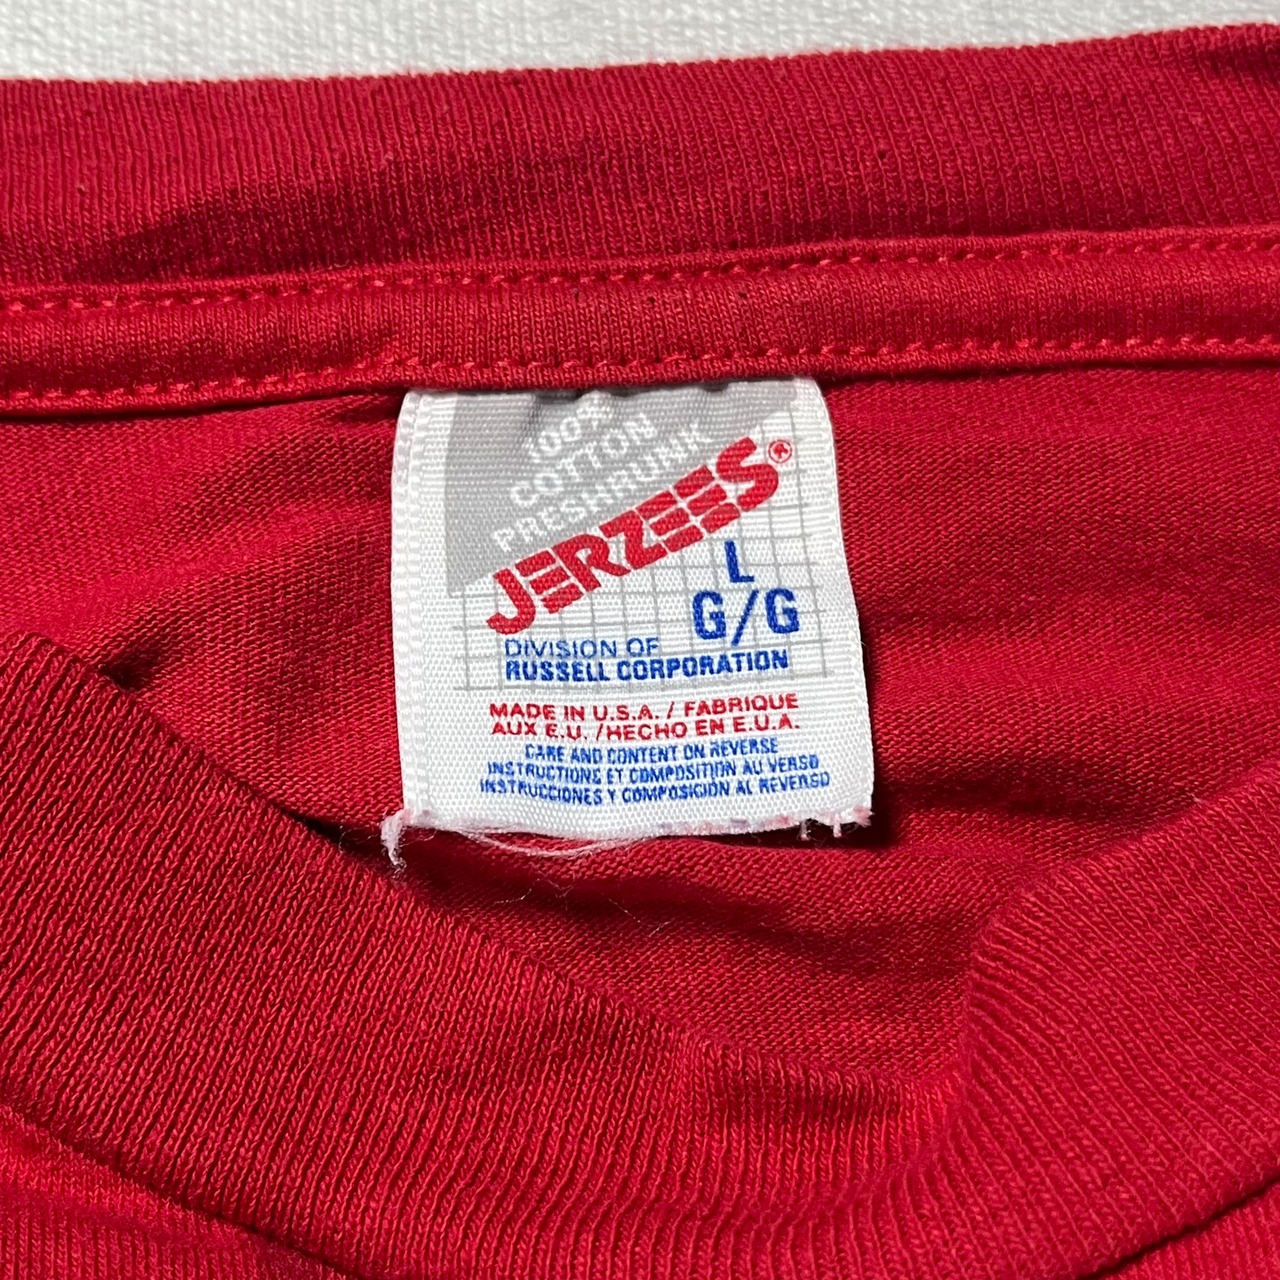 100%
COTTON
PRESHRUNK
JERZEES®
L
G/G
DIVISION OF
RUSSELL CORPORATION
MADE IN U.S.A. / FABRIQUE
AUX E.U. /HECHO EN E.U.A.
CARE AND CONTENT ON REVERSE
INSTRUCTIONS ET COMPOSITION AU VERSO
INSTRUCCIONES Y COMPOSICIÓN AL REVERSO